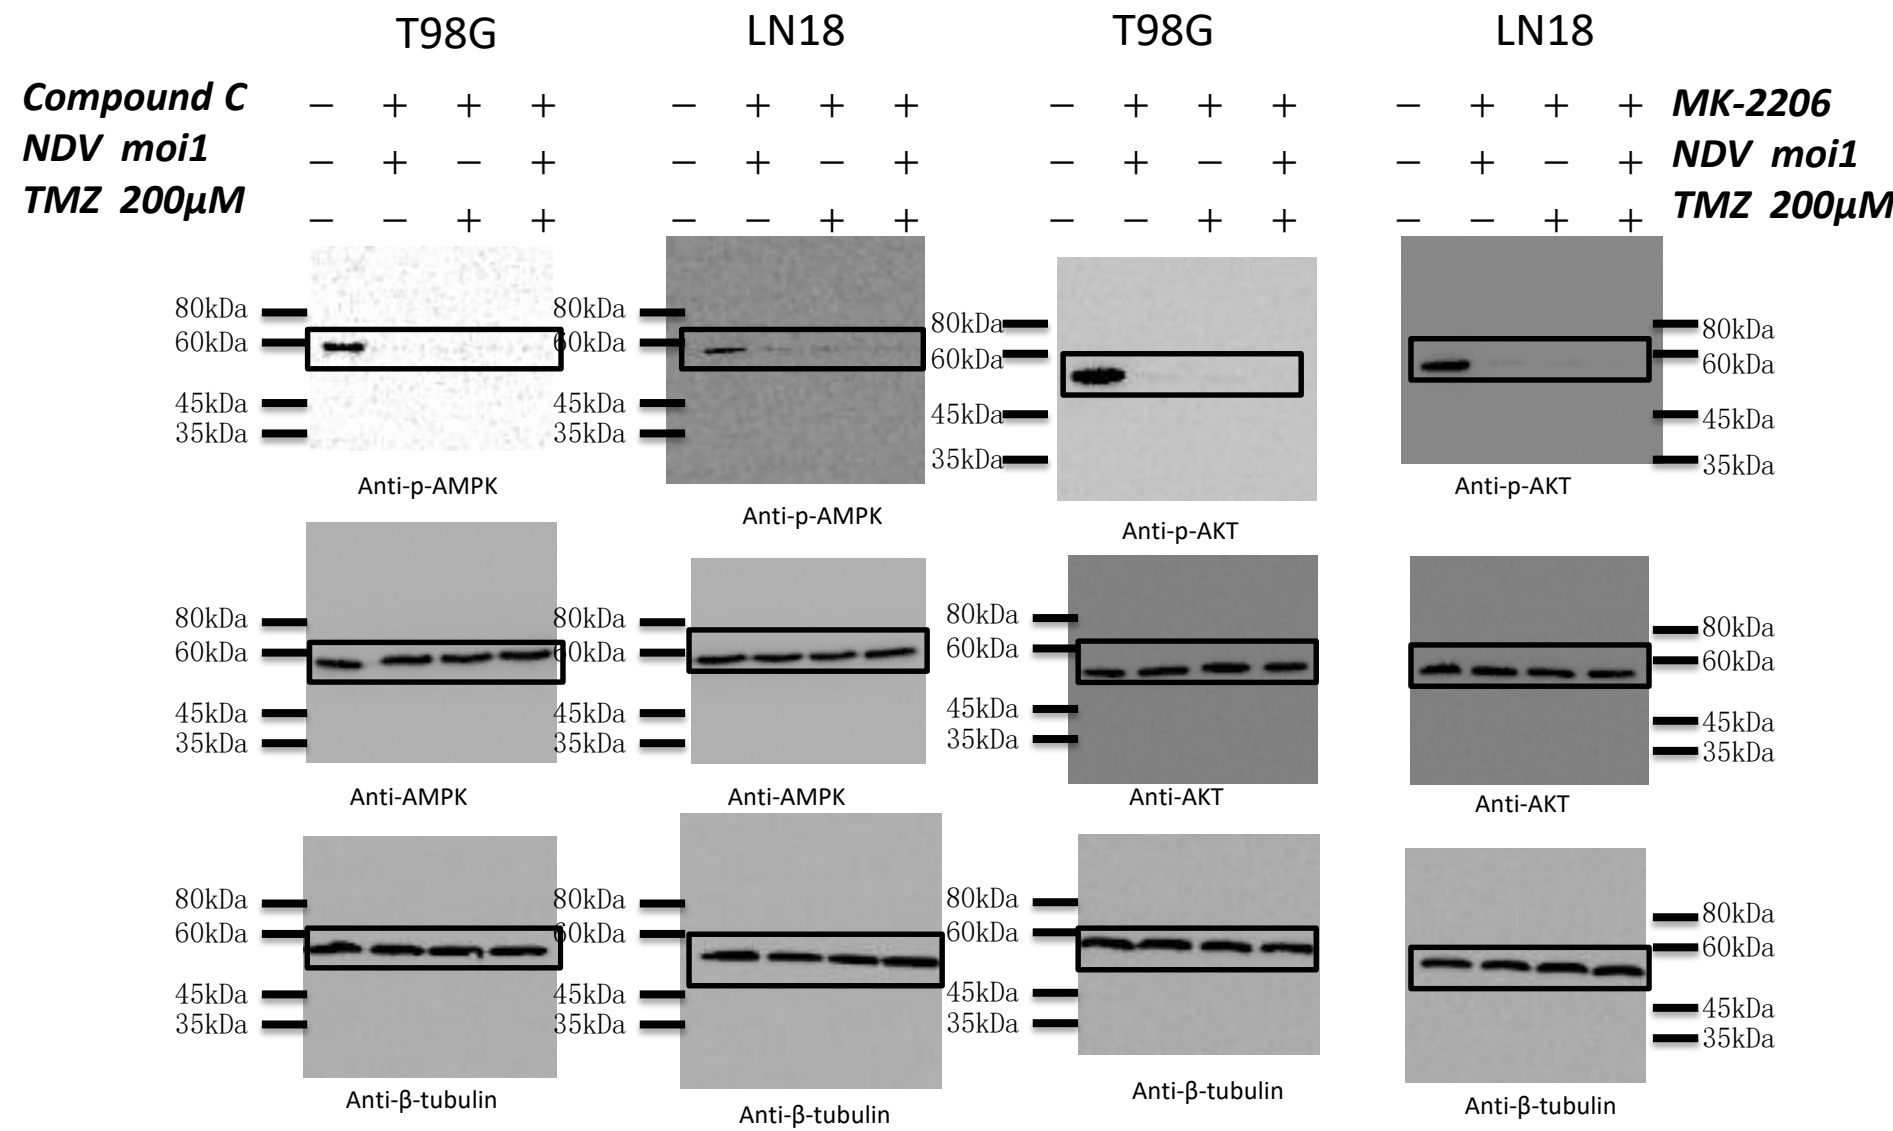 T98G LN18 T98G LN18
Compound C − + + + − + + + − + + + − + + + MK-2206
NDV moi1 − + − + − + − + − + − + − + − + NDV moi1
TMZ 200μM − − + + − − + + − − + + − − + + TMZ 200μM
80kDa 80kDa 80kDa 80kDa
60kDa 60kDa 60kDa 60kDa
45kDa 45kDa 45kDa 45kDa
35kDa 35kDa 35kDa 35kDa
Anti-p-AMPK Anti-p-AMPK Anti-p-AKT Anti-p-AKT
80kDa 80kDa 80kDa 80kDa
60kDa 60kDa 60kDa 60kDa
45kDa 45kDa 45kDa 45kDa
35kDa 35kDa 35kDa 35kDa
Anti-AMPK Anti-AMPK Anti-AKT Anti-AKT
80kDa 80kDa 80kDa 80kDa
60kDa 60kDa 60kDa 60kDa
45kDa 45kDa 45kDa 45kDa
35kDa 35kDa 35kDa 35kDa
Anti-β-tubulin Anti-β-tubulin Anti-β-tubulin Anti-β-tubulin